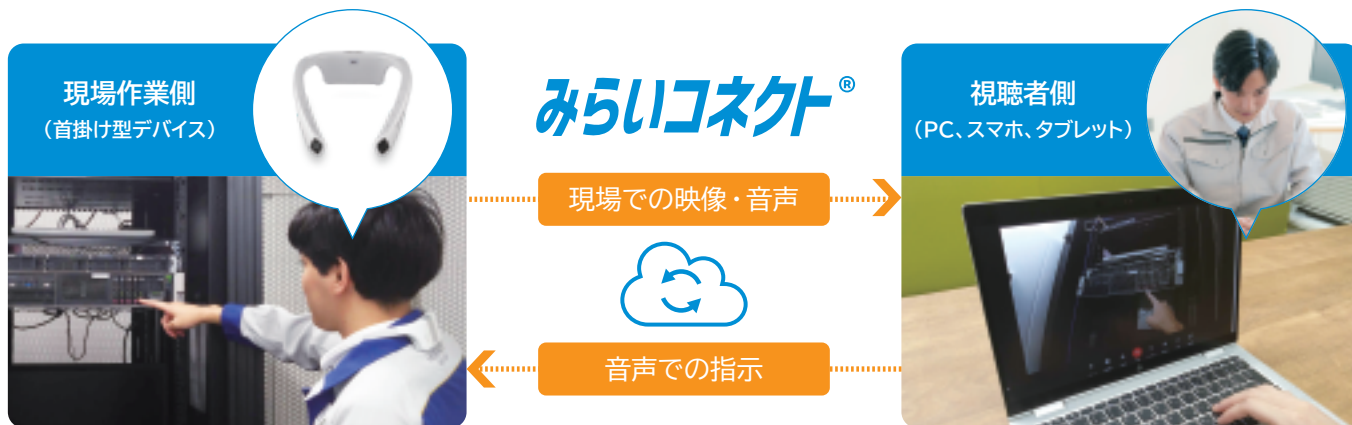 現場作業側
(首掛け型デバイス)
みらいコネクト®
現場での映像・音声
音声での指示
視聴者側
(PC、スマホ、タブレット)